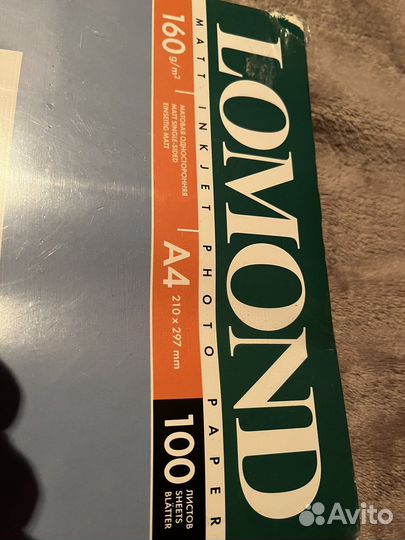 LOMOND
MATT INKJET PHOTO PAPER
160 g/m²
МАТОВАЯ ОДНОСТОРОННЯЯ
MATT SINGLE-SIDED
EINSEITIG MATT
A4
210 x 297 mm
100
ЛИСТОВ
SHEETS
BLÄTTER
Avito